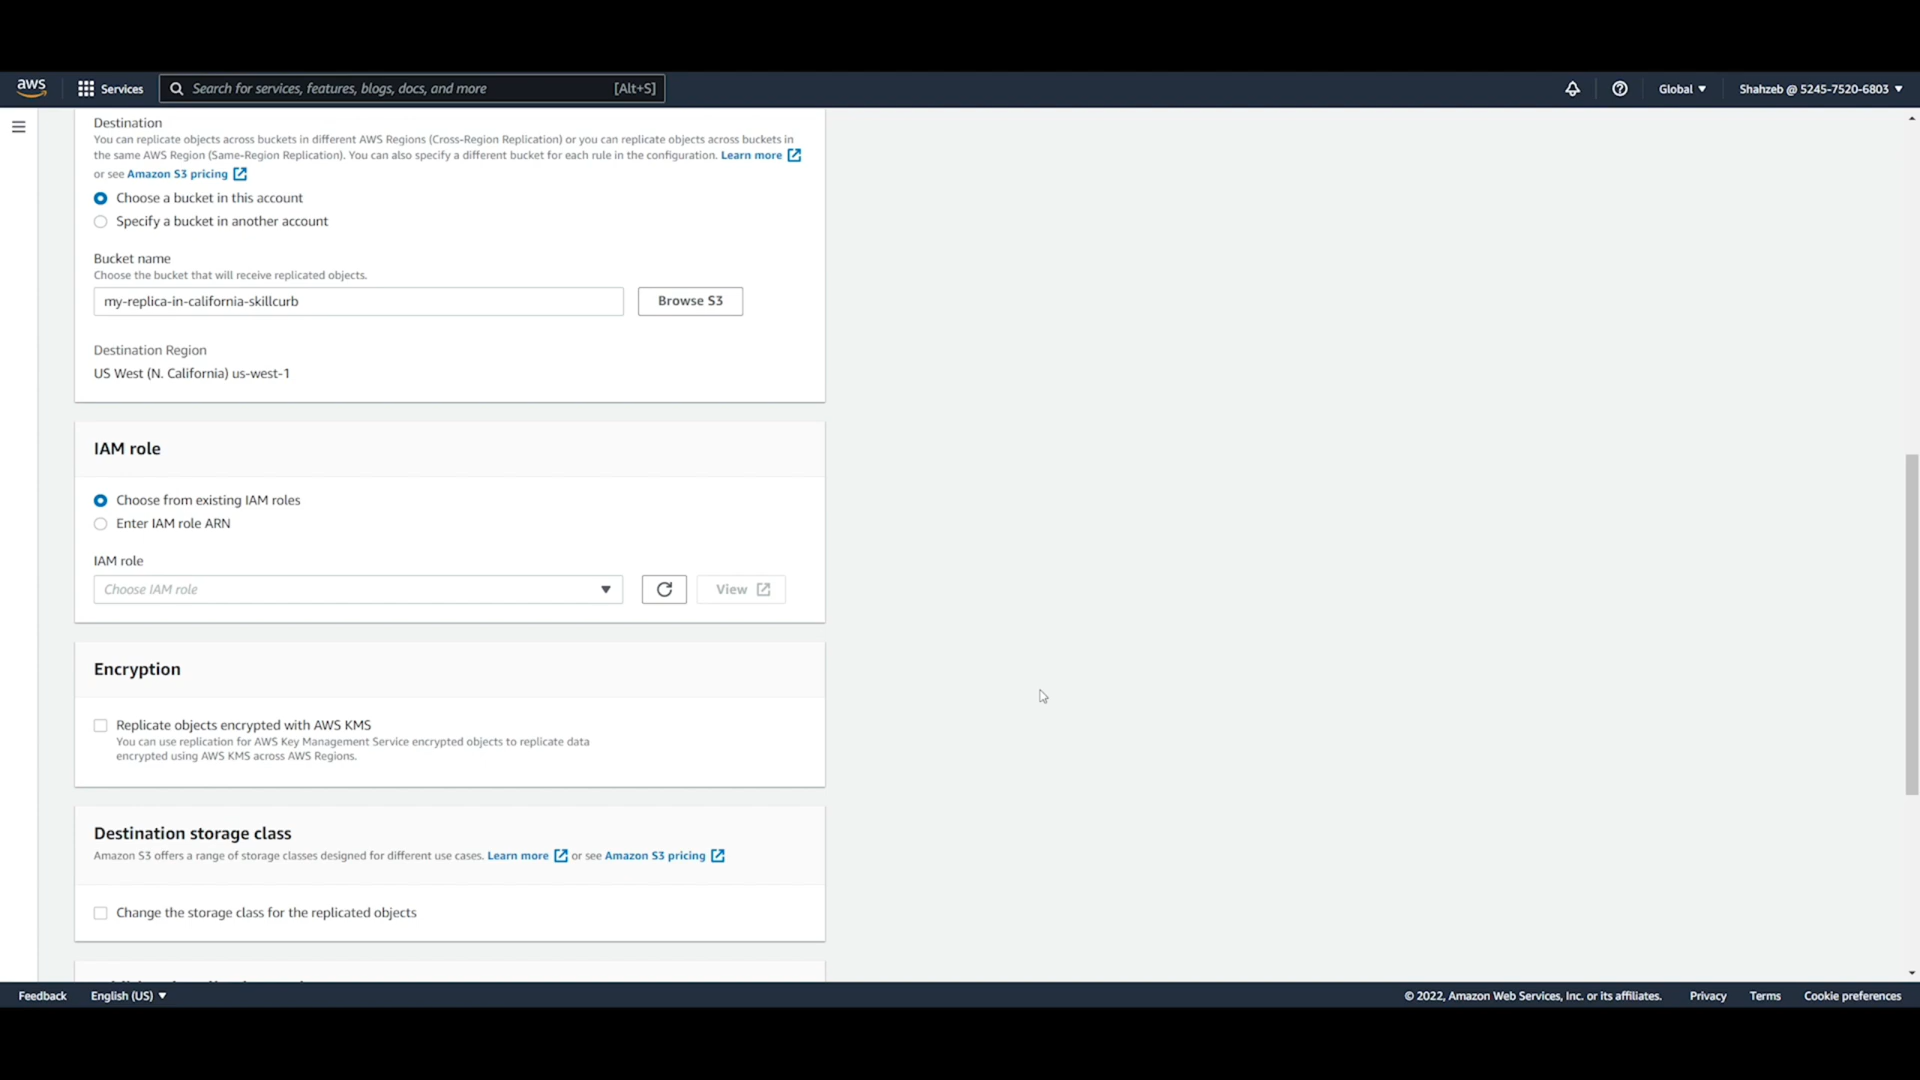 aws
Services
Search for services, features, blogs, docs, and more
[Alt+S]
Global
Shahzeb @ 5245-7520-6803
Destination
You can replicate objects across buckets in different AWS Regions (Cross-Region Replication) or you can replicate objects across buckets in
the same AWS Region (Same-Region Replication). You can also specify a different bucket for each rule in the configuration. Learn more
or see Amazon S3 pricing
Choose a bucket in this account
Specify a bucket in another account
Bucket name
Choose the bucket that will receive replicated objects.
my-replica-in-california-skillcurb
Browse S3
Destination Region
US West (N. California) us-west-1
IAM role
Choose from existing IAM roles
Enter IAM role ARN
IAM role
Choose IAM role
View
Encryption
Replicate objects encrypted with AWS KMS
You can use replication for AWS Key Management Service encrypted objects to replicate data
encrypted using AWS KMS across AWS Regions.
Destination storage class
Amazon S3 offers a range of storage classes designed for different use cases. Learn more or see Amazon S3 pricing
Change the storage class for the replicated objects
Feedback
English (US)
© 2022, Amazon Web Services, Inc. or its affiliates.
Privacy
Terms
Cookie preferences